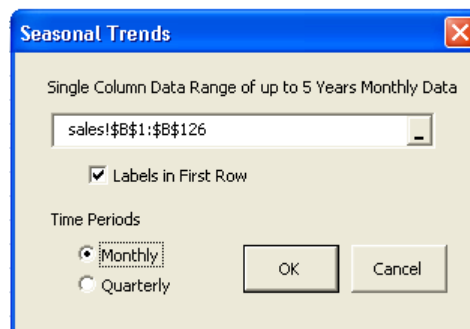 Seasonal Trends
Single Column Data Range of up to 5 Years Monthly Data
sales!$B$1:$B$126
Labels in First Row
Time Periods
Monthly
Quarterly
OK
Cancel